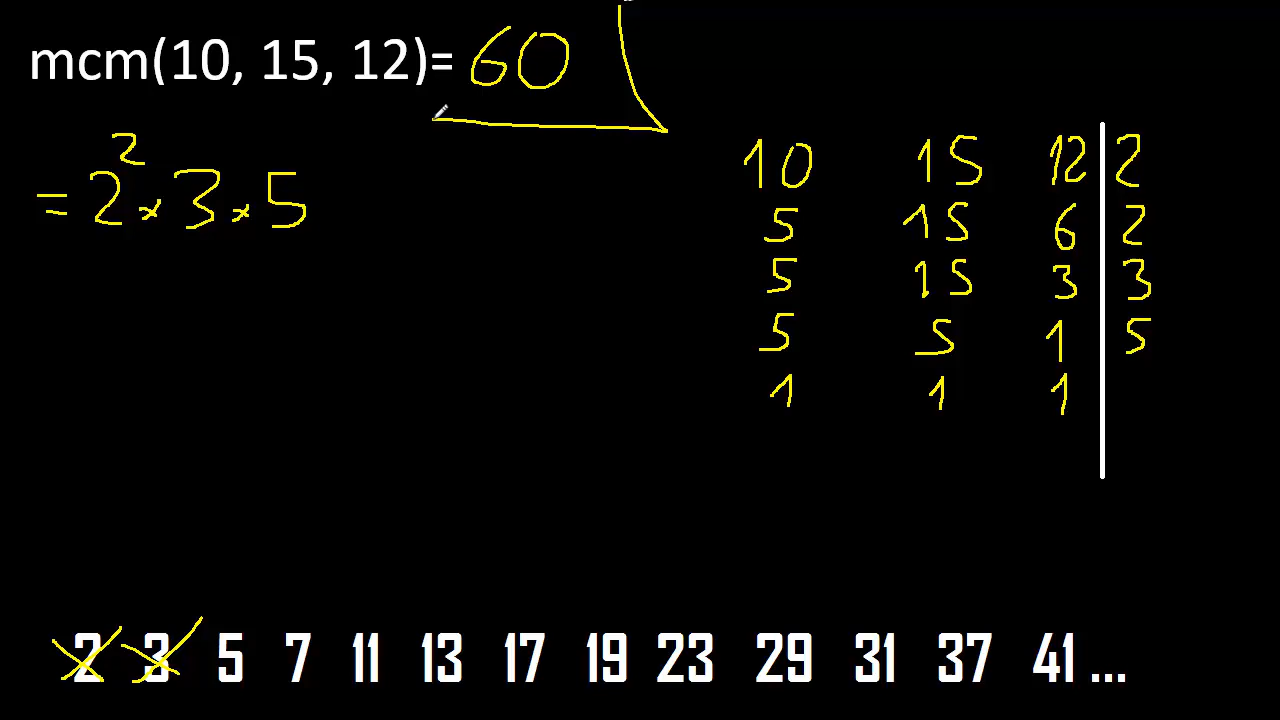 mcm(10, 15, 12)= 60
= 2² × 3 × 5
10 15 12 2
5 15 6 2
5 15 3 3
5 5 1 5
1 1 1
2 3 5 7 11 13 17 19 23 29 31 37 41 ...